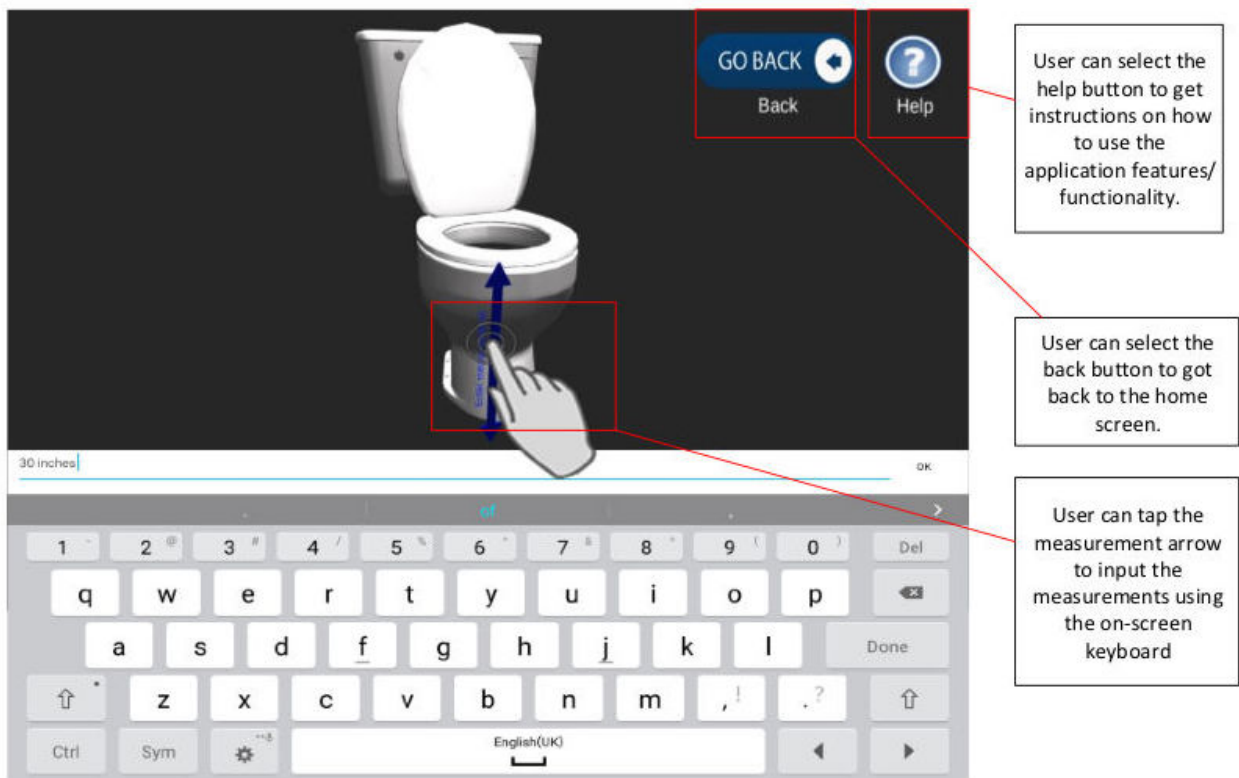 GO BACK
Back
Help
User can select the
help button to get
instructions on how
to use the
application features/
functionality.
User can select the
back button to got
back to the home
screen.
30 inches
OK
User can tap the
measurement arrow
to input the
measurements using
the on-screen
keyboard
of
1 2 @ 3 # 4 / 5 % 6 7 & 8 * 9 ( 0 ) Del
q w e r t y u i o p
a s d f g h j k l Done
z x c v b n m , ! . ?
Ctrl Sym English(UK)